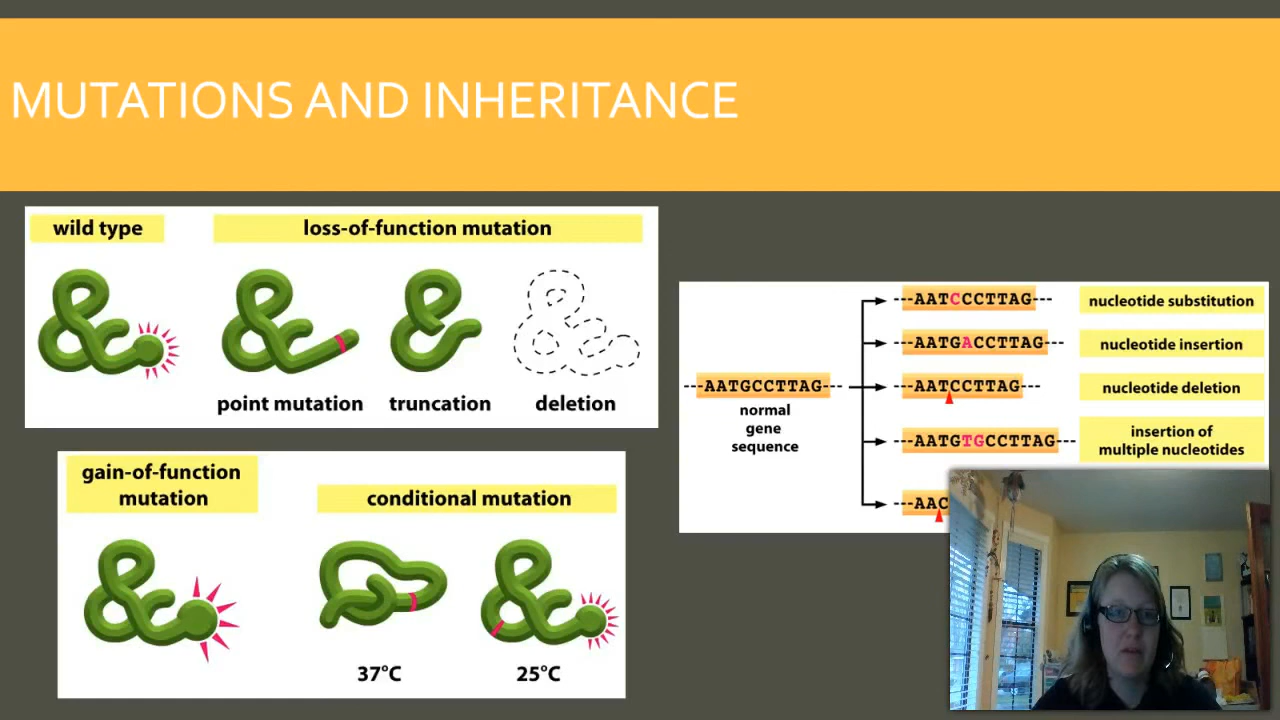 MUTATIONS AND INHERITANCE
wild type
loss-of-function mutation
point mutation
truncation
deletion
gain-of-function
mutation
conditional mutation
37°C
25°C
---AATGCCTTAG---
normal
gene
sequence
---AATCCCTTAG---
nucleotide substitution
---AATGACCTTAG---
nucleotide insertion
---AATCCTTAG---
nucleotide deletion
---AATGTGCCTTAG---
insertion of
multiple nucleotides
---AAC